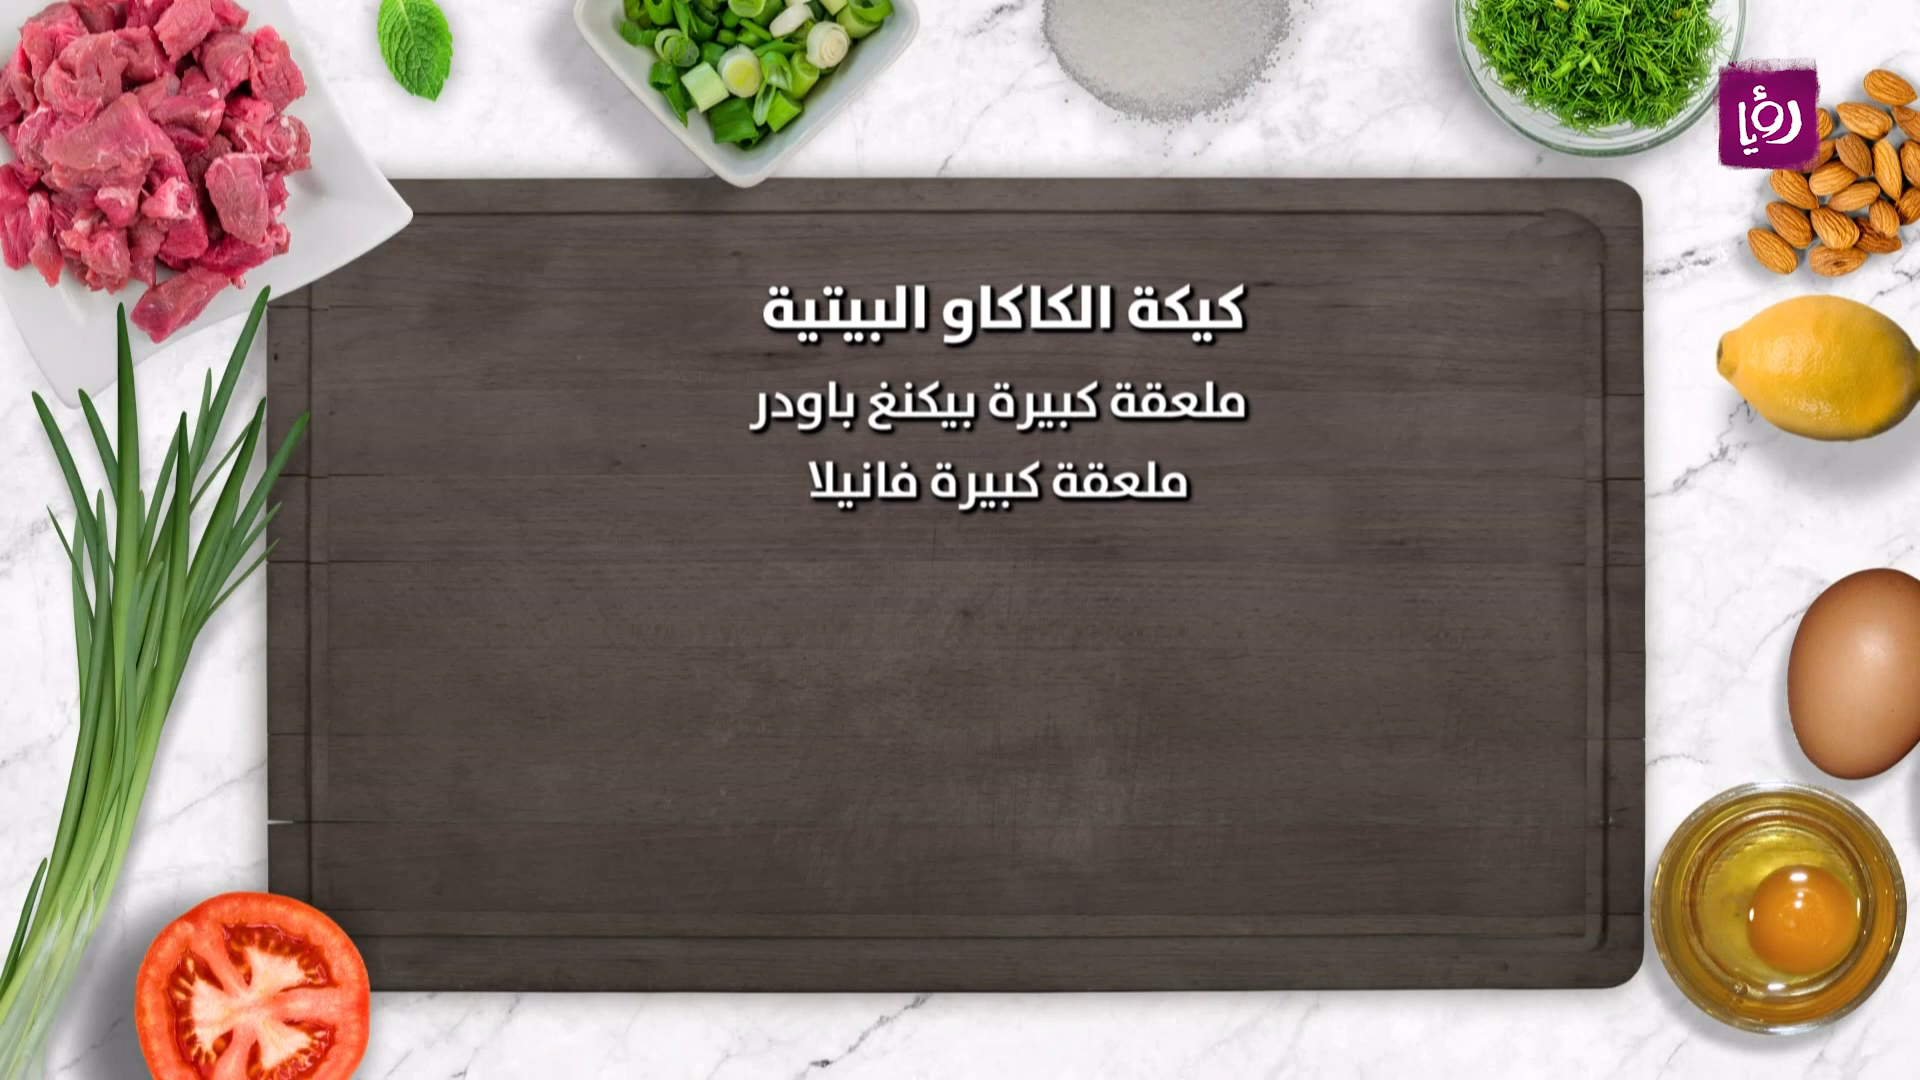 رؤيا
كيكة الكاكاو البيتية
ملعقة كبيرة بيكنغ باودر
ملعقة كبيرة فانيلا